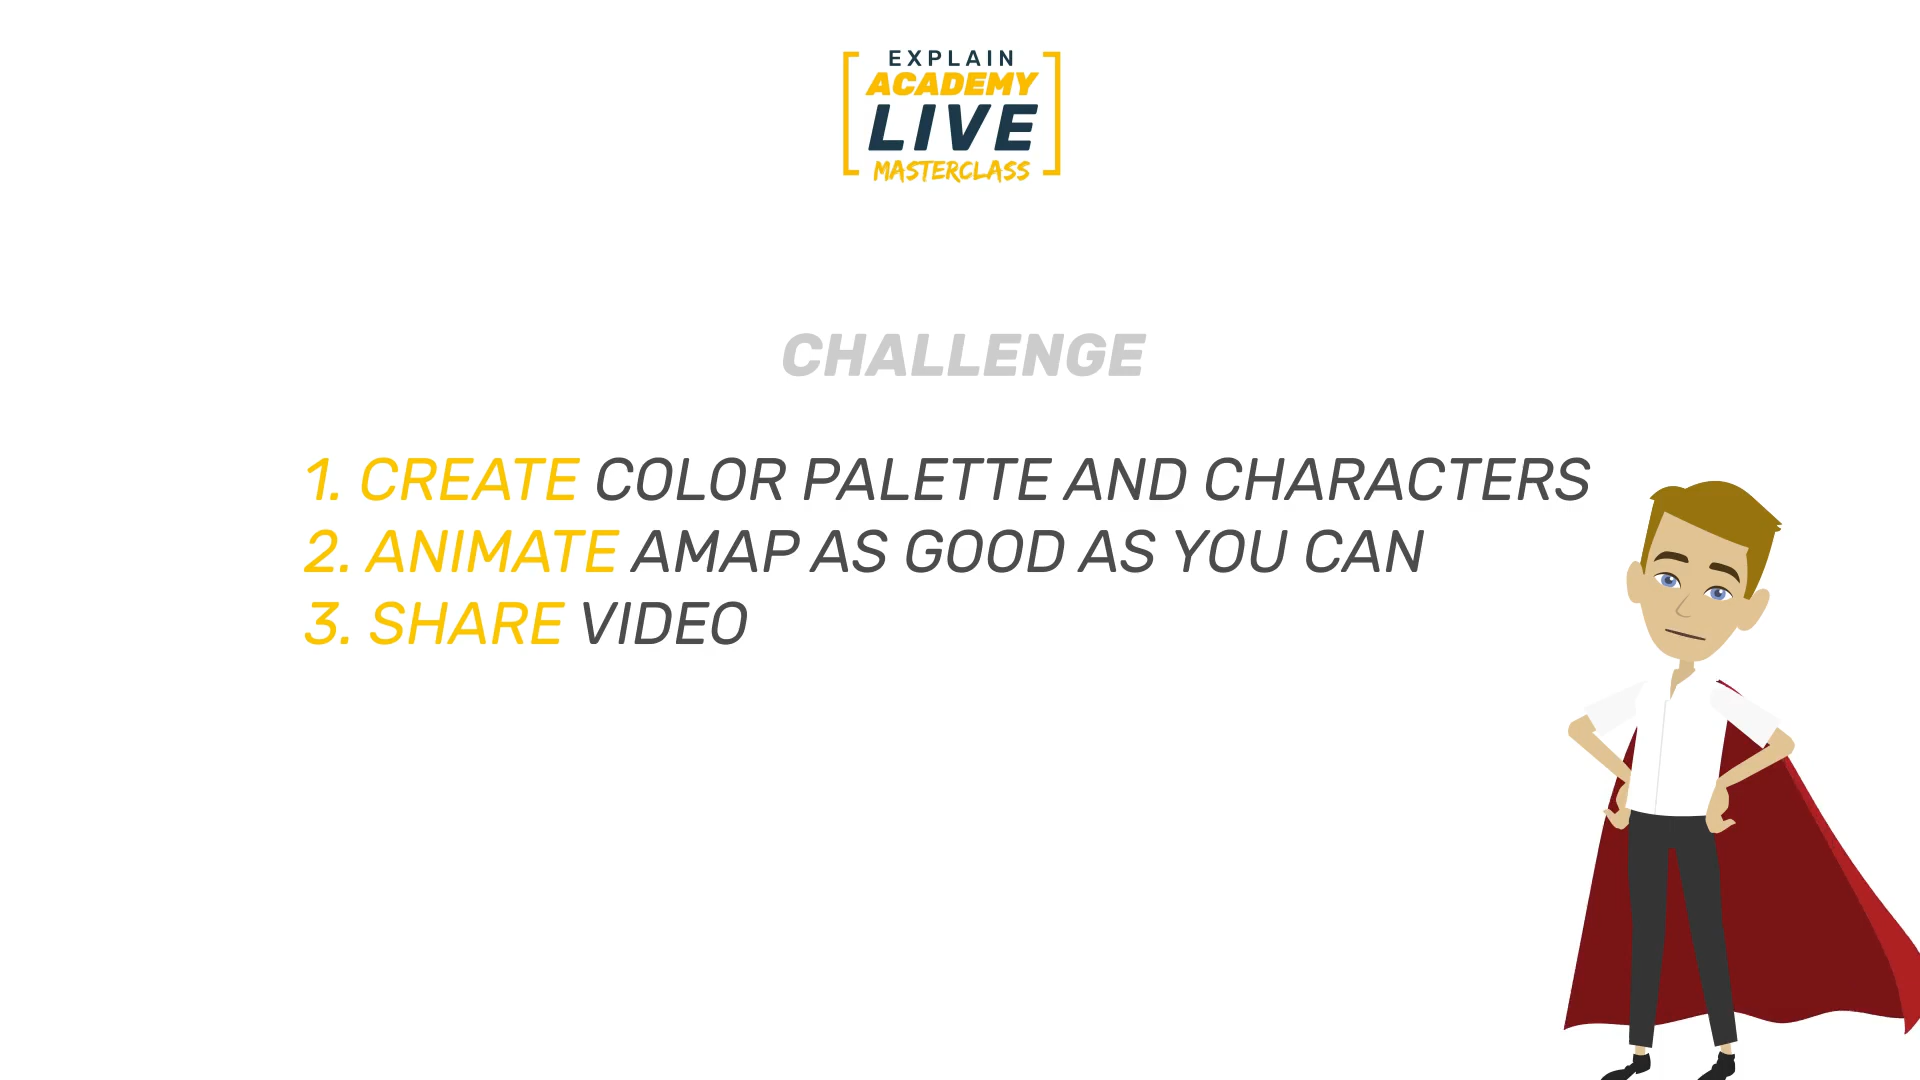 EXPLAIN
ACADEMY
LIVE
MASTERCLASS
CHALLENGE
1. CREATE COLOR PALETTE AND CHARACTERS
2. ANIMATE AMAP AS GOOD AS YOU CAN
3. SHARE VIDEO